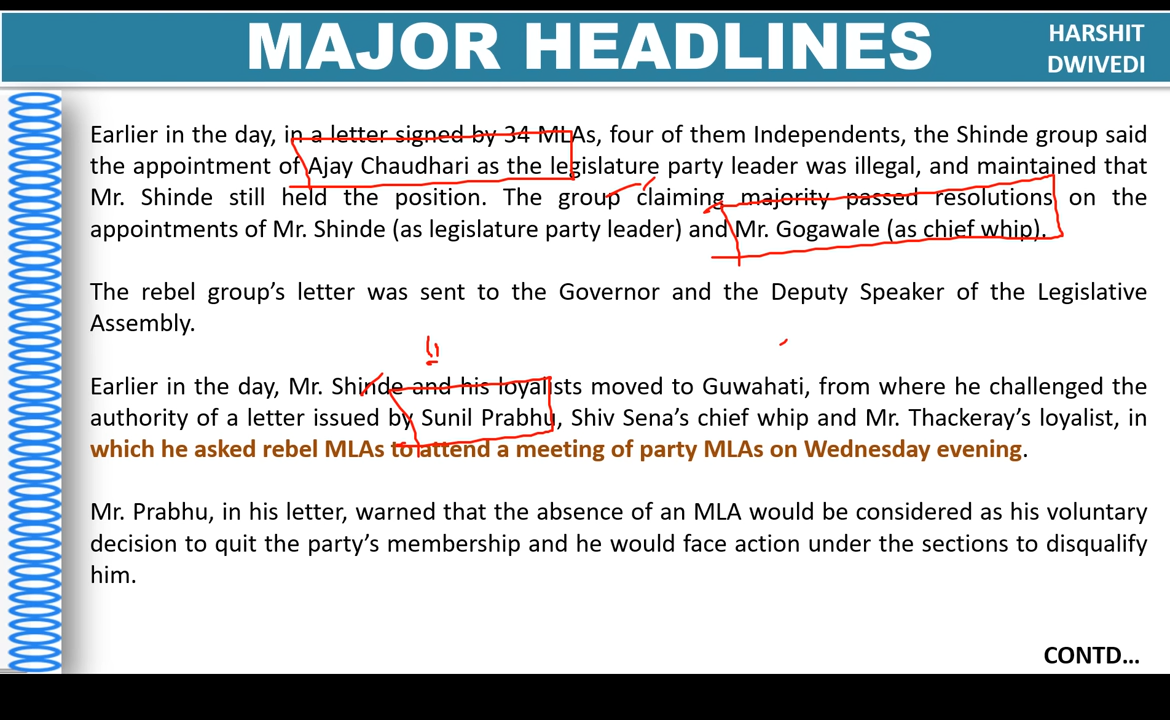 MAJOR HEADLINES
HARSHIT
DWIVEDI
Earlier in the day, in a letter signed by 34 MLAs, four of them Independents, the Shinde group said
the appointment of Ajay Chaudhari as the legislature party leader was illegal, and maintained that
Mr. Shinde still held the position. The group claiming majority passed resolutions on the
appointments of Mr. Shinde (as legislature party leader) and Mr. Gogawale (as chief whip).
The rebel group’s letter was sent to the Governor and the Deputy Speaker of the Legislative
Assembly.
Earlier in the day, Mr. Shinde and his loyalists moved to Guwahati, from where he challenged the
authority of a letter issued by Sunil Prabhu, Shiv Sena’s chief whip and Mr. Thackeray’s loyalist, in
which he asked rebel MLAs to attend a meeting of party MLAs on Wednesday evening.
Mr. Prabhu, in his letter, warned that the absence of an MLA would be considered as his voluntary
decision to quit the party’s membership and he would face action under the sections to disqualify
him.
CONTD...